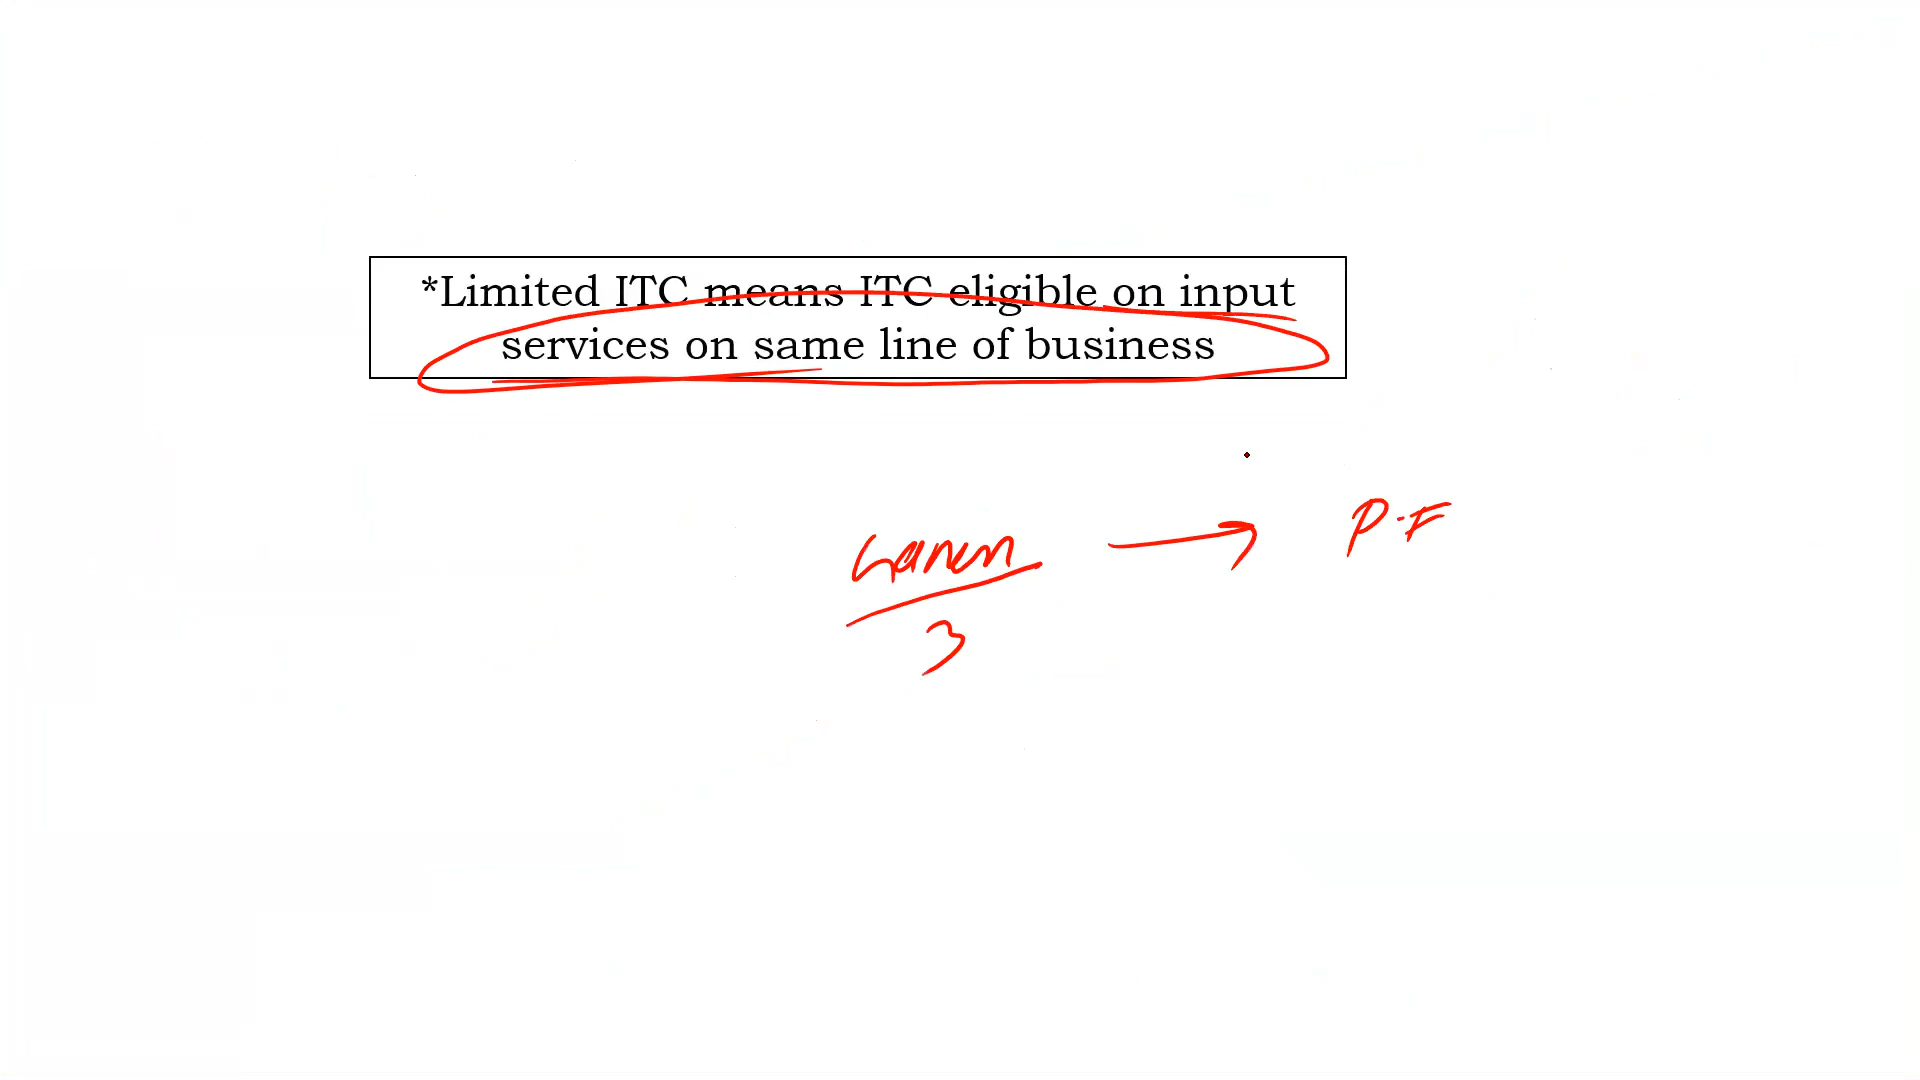 *Limited ITC means ITC eligible on input
services on same line of business
P.F
3